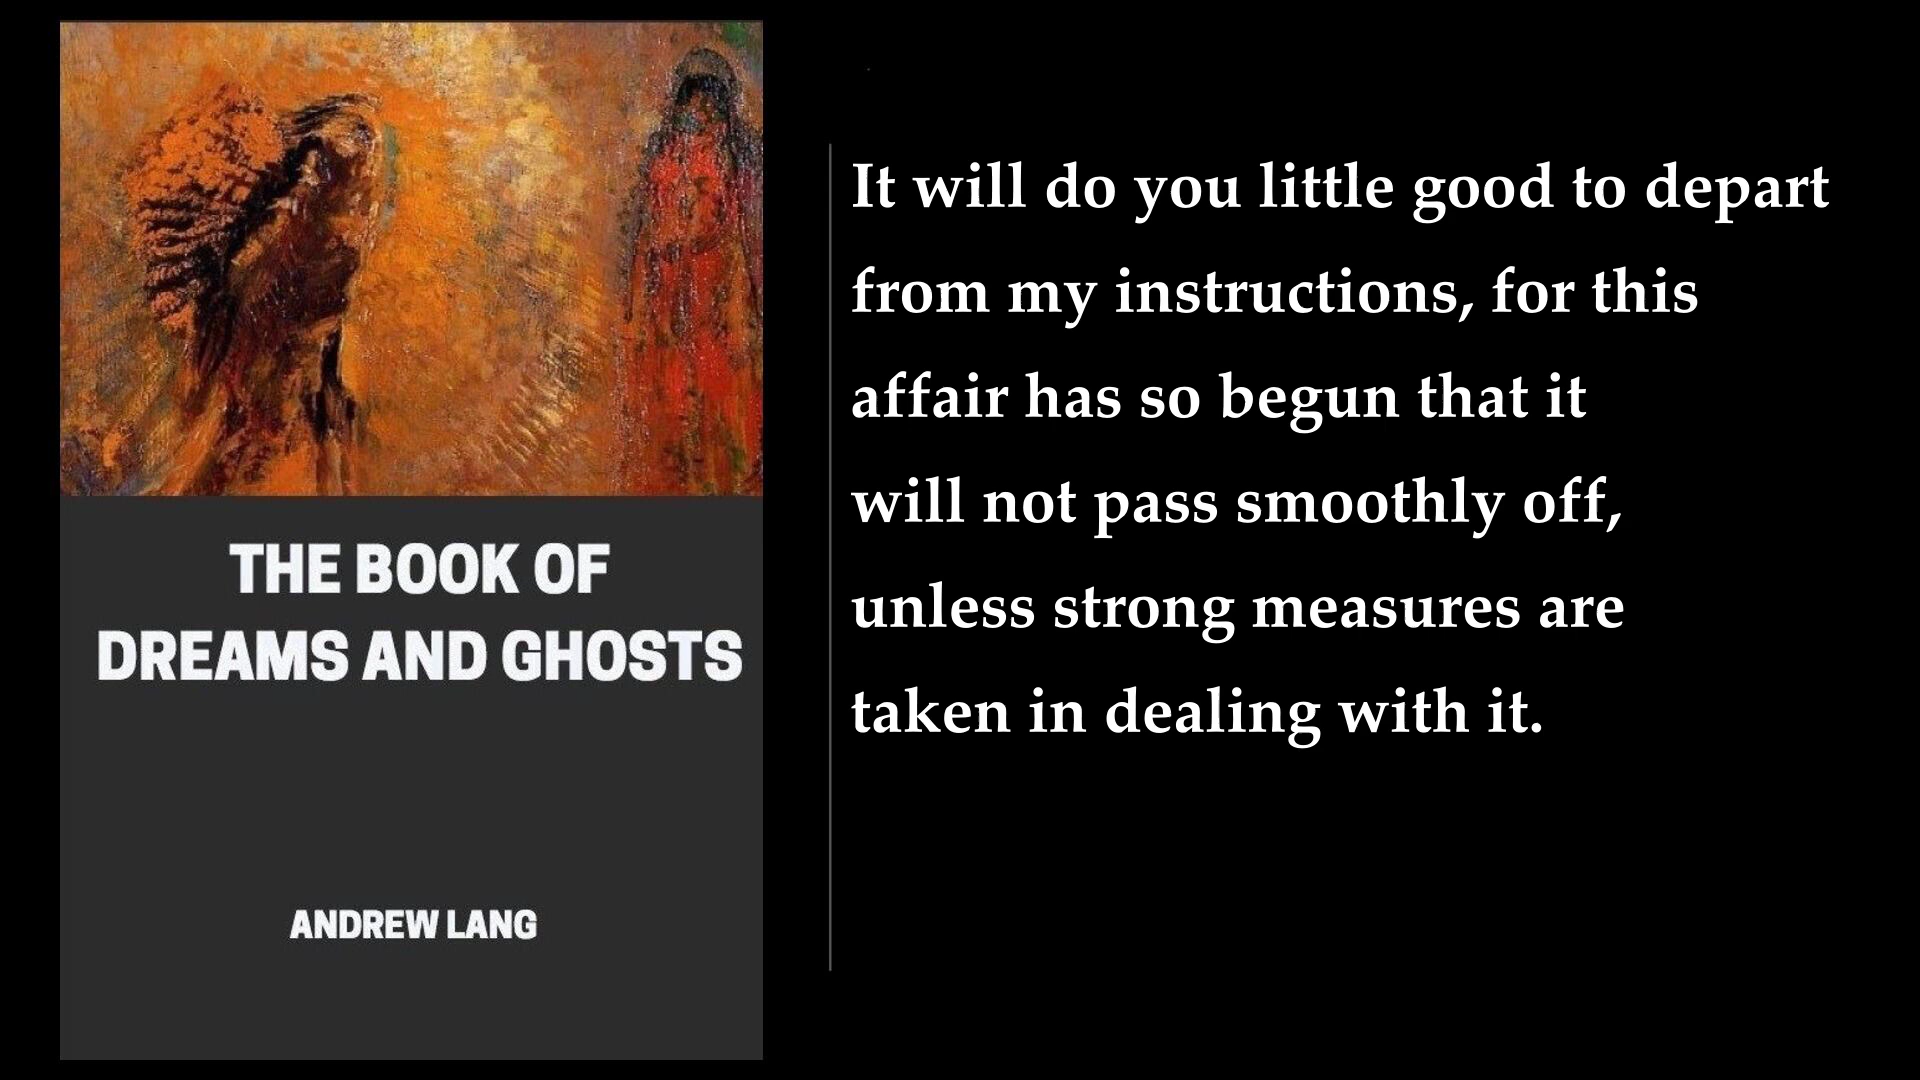 THE BOOK OF
DREAMS AND GHOSTS
ANDREW LANG
It will do you little good to depart
from my instructions, for this
affair has so begun that it
will not pass smoothly off,
unless strong measures are
taken in dealing with it.